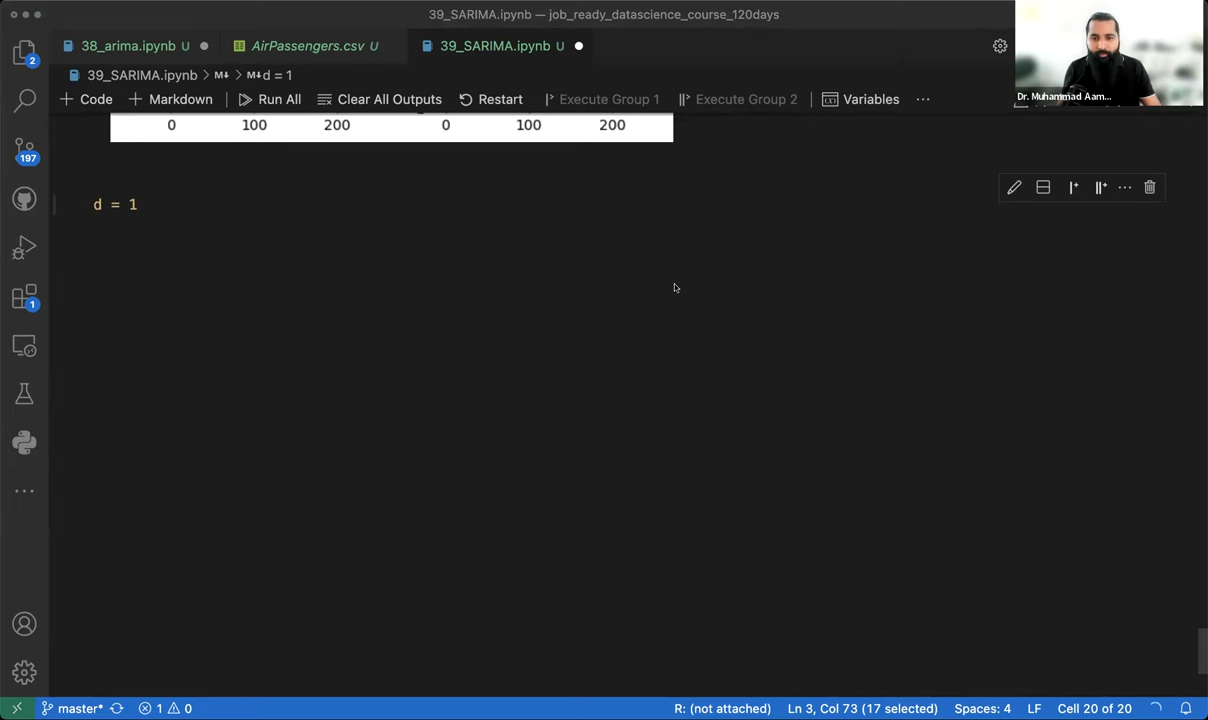 39_SARIMA.ipynb — job_ready_datascience_course_120days
38_arima.ipynb U
AirPassengers.csv U
39_SARIMA.ipynb U
39_SARIMA.ipynb > M↓ > M↓ d = 1
Code
Markdown
Run All
Clear All Outputs
Restart
Execute Group 1
Execute Group 2
Variables
0 100 200 0 100 200
d = 1
Dr. Muhammad Aam...
2
197
1
master*
1
0
R: (not attached)
Ln 3, Col 73 (17 selected)
Spaces: 4
LF
Cell 20 of 20